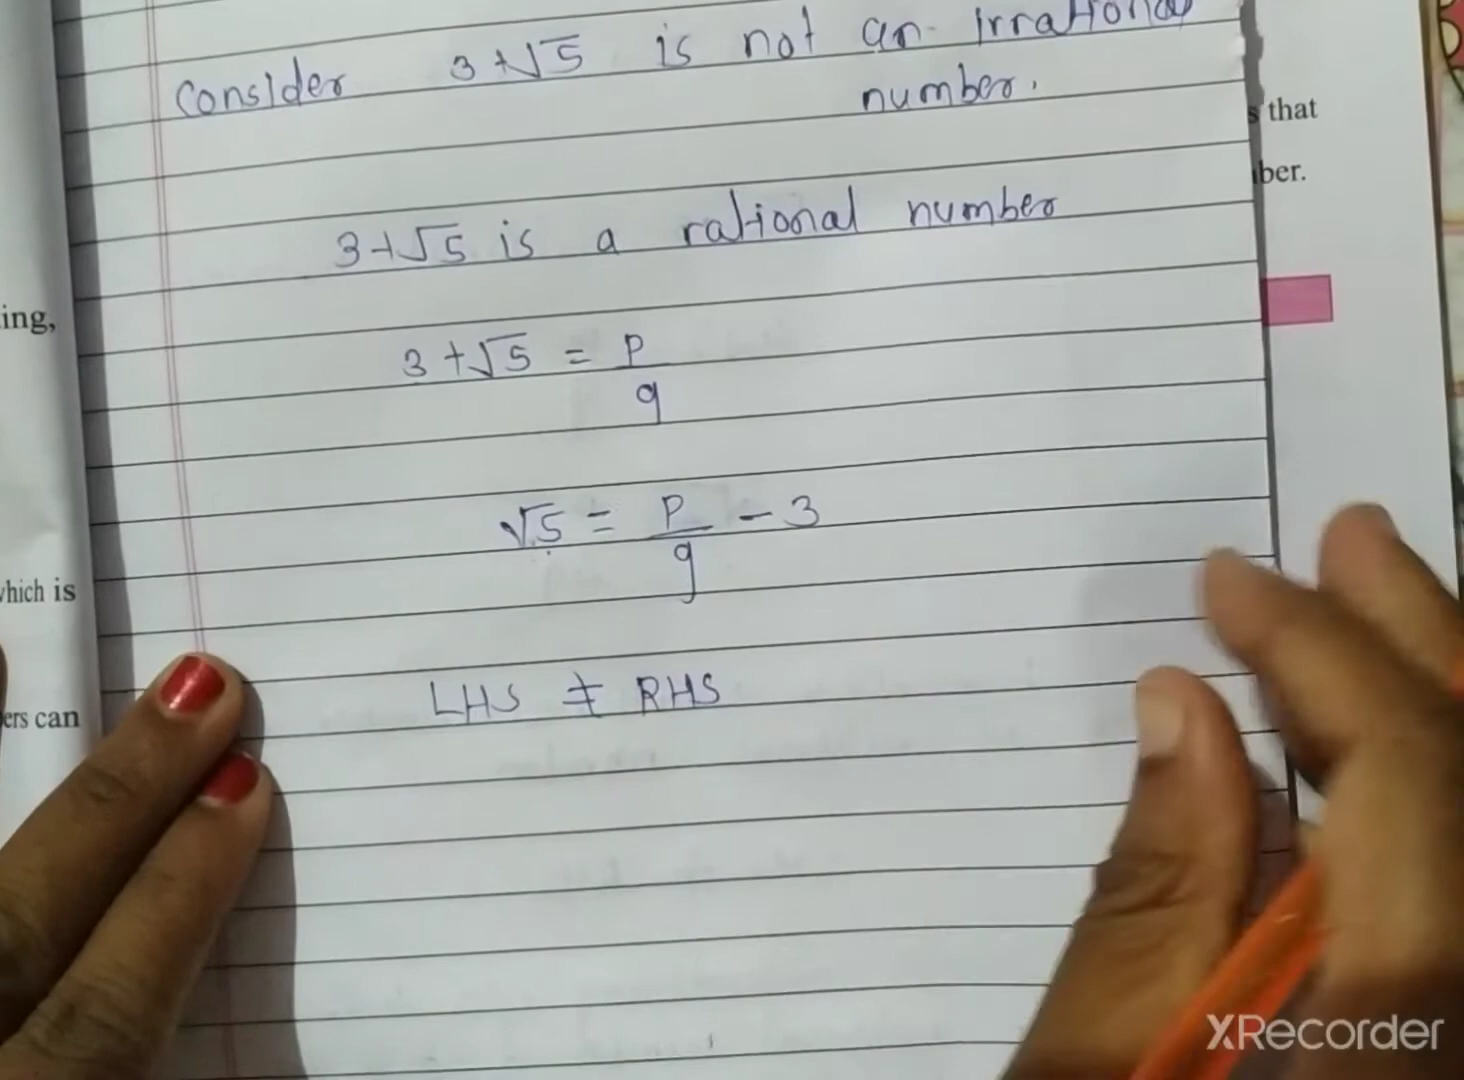 Consider 3+√5 is not an irrational
number.
s that
ber.
3+√5 is a rational number
ing,
3+√5 = p/q
√5 = p/q - 3
which is
LHS ≠ RHS
ers can
XRecorder